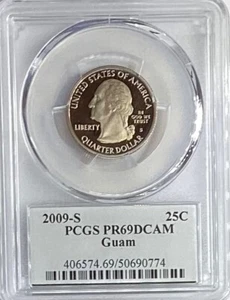 UNITED STATES OF AMERICA
LIBERTY
IN
GOD WE
TRUST
S
QUARTER DOLLAR
2009-S 25C
PCGS PR69DCAM
Guam
406574.69/50690774